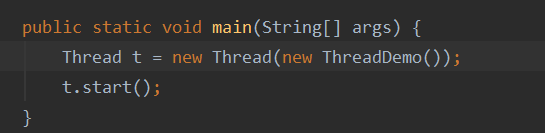 public static void main(String[] args) {
    Thread t = new Thread(new ThreadDemo());
    t.start();
}